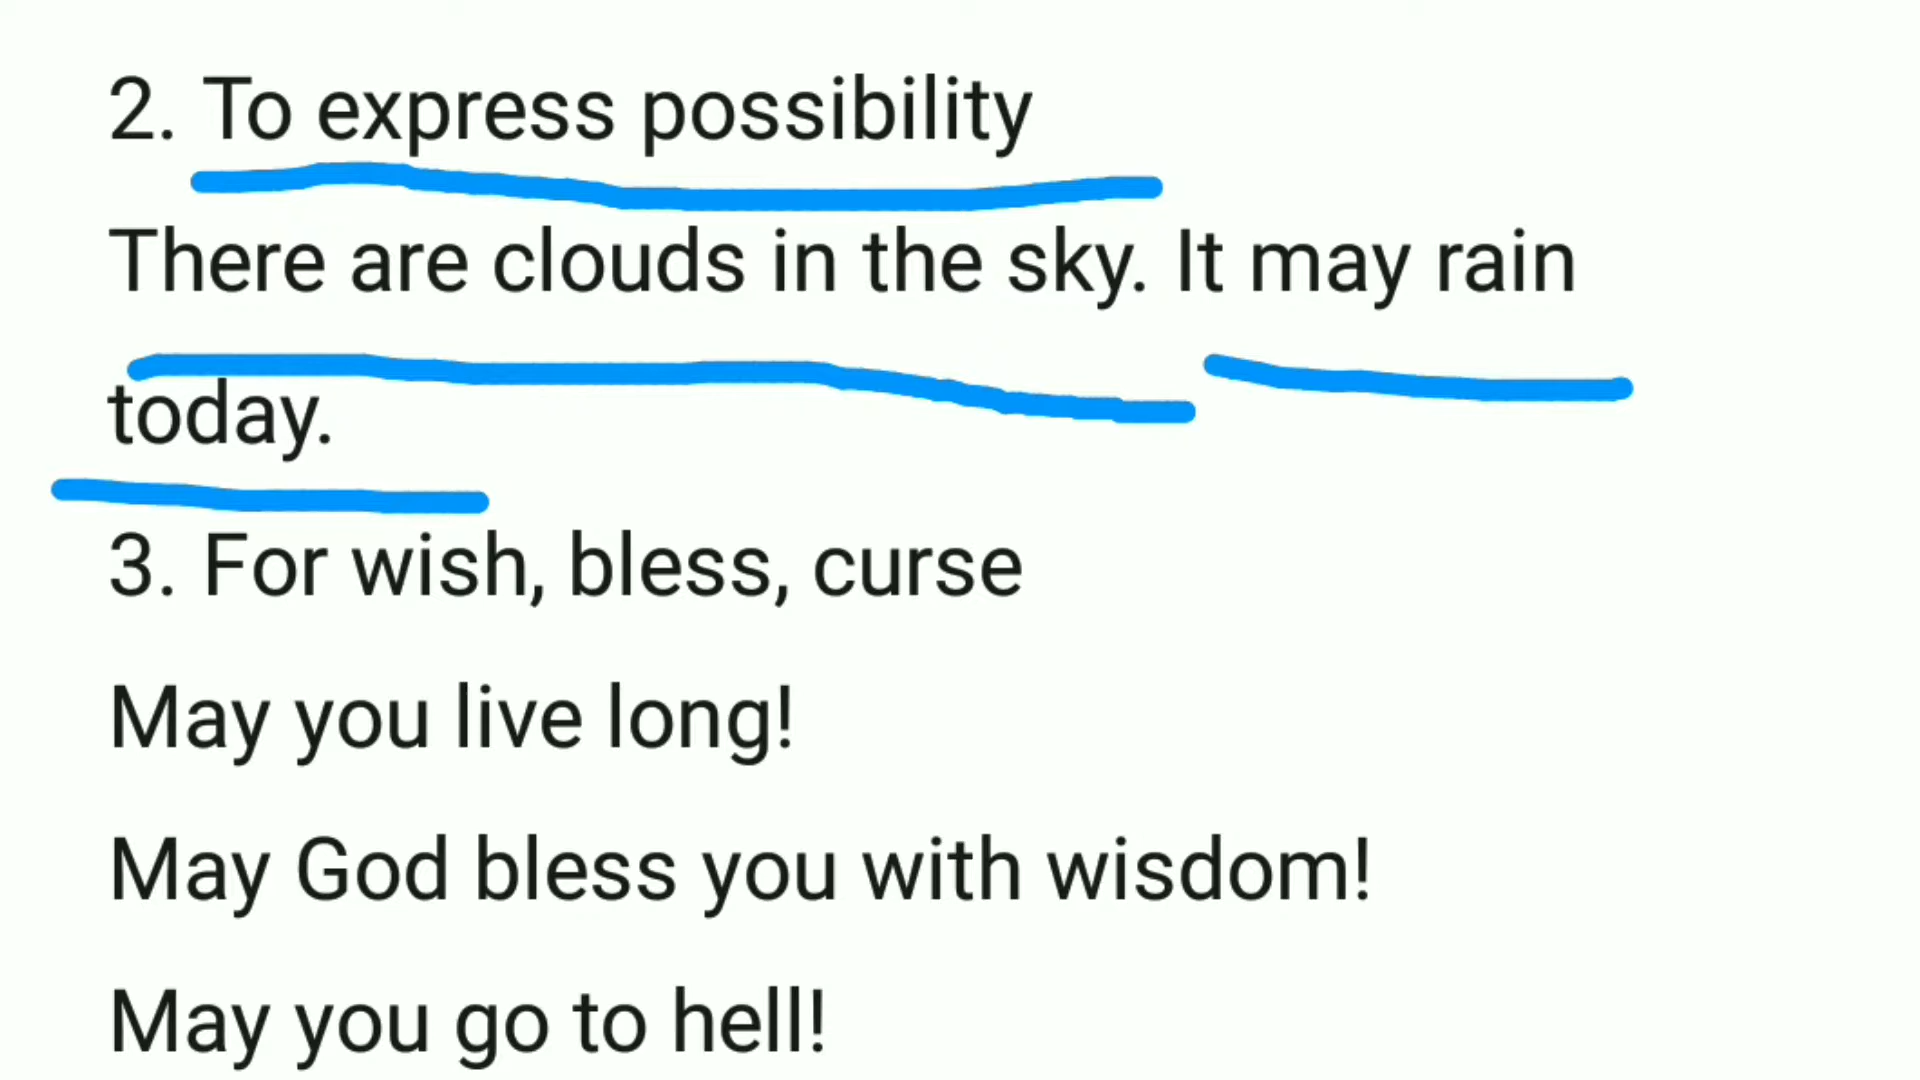 2. To express possibility
There are clouds in the sky. It may rain
today.
3. For wish, bless, curse
May you live long!
May God bless you with wisdom!
May you go to hell!